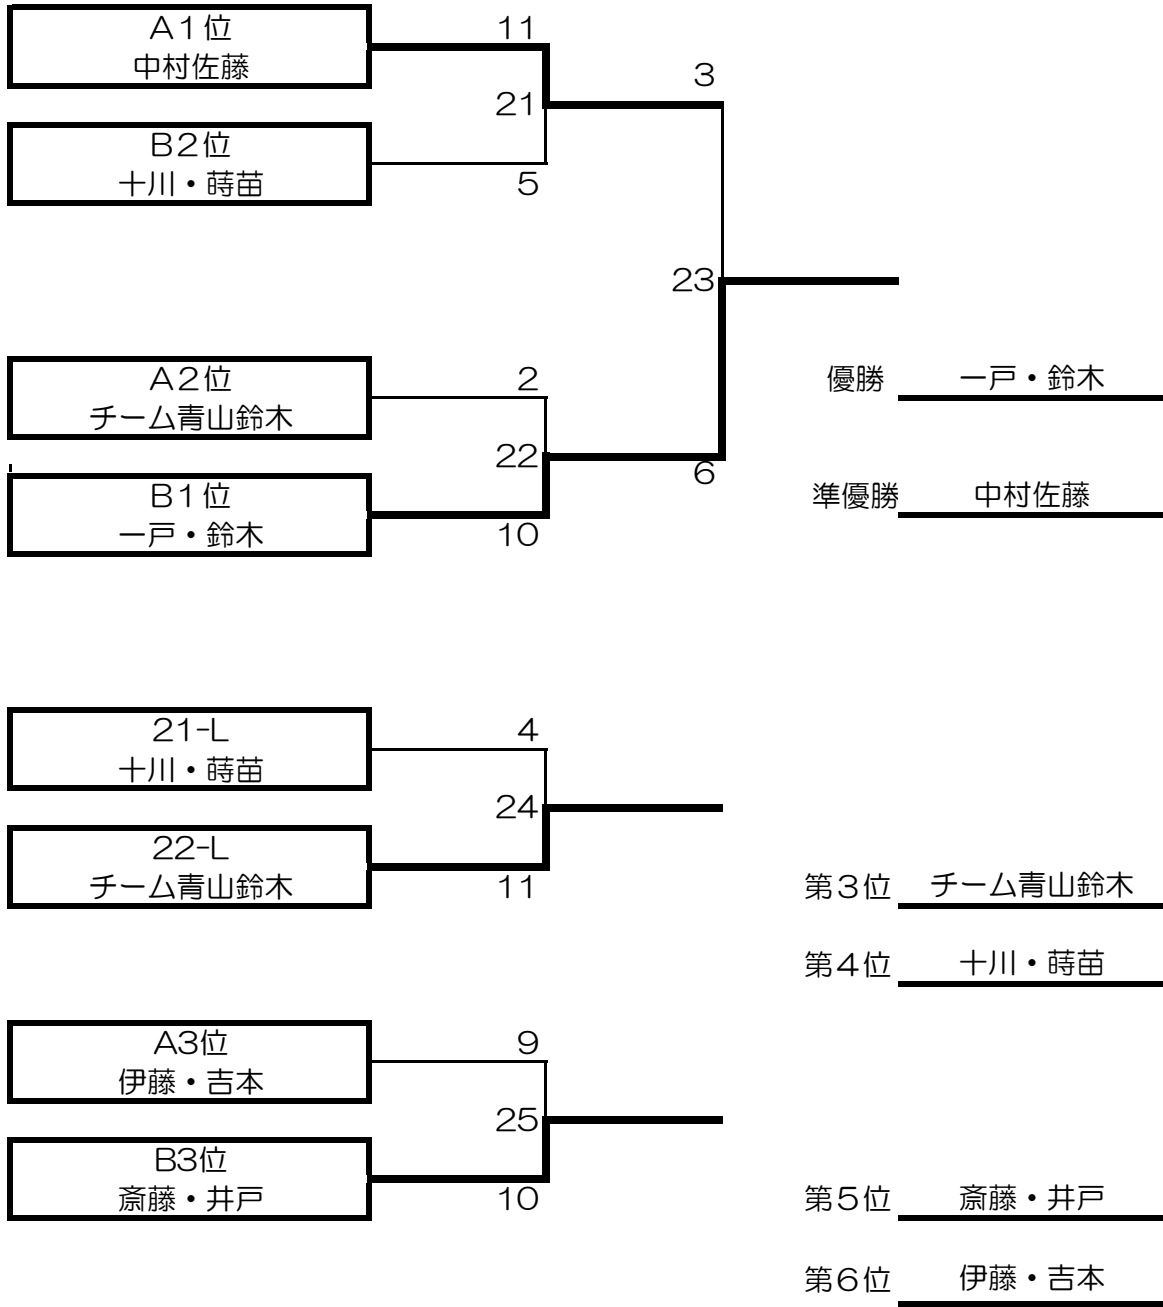 A１位
中村佐藤
11
21
3
B２位
十川・蒔苗
5
23
A２位
チーム青山鈴木
2
22
6
B１位
一戸・鈴木
10
優勝 一戸・鈴木
準優勝 中村佐藤
21-L
十川・蒔苗
4
24
22-L
チーム青山鈴木
11
第３位 チーム青山鈴木
第４位 十川・蒔苗
A3位
伊藤・吉本
9
25
B3位
斎藤・井戸
10
第５位 斎藤・井戸
第６位 伊藤・吉本